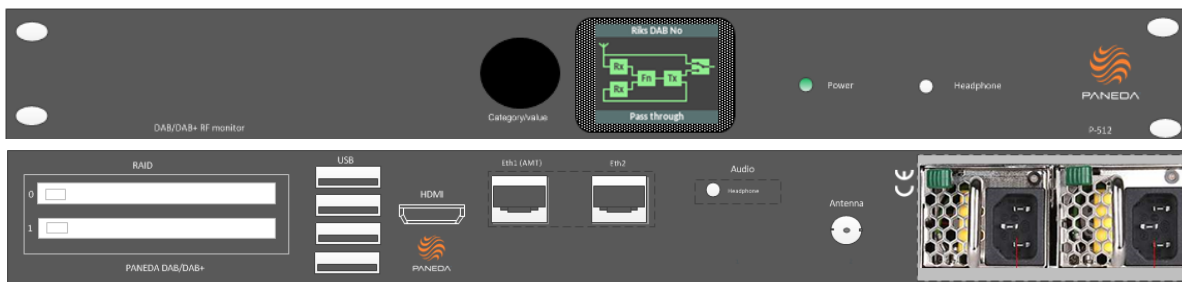 Riks DAB No
Rx
Fn
Tx
Rx
Pass through
Category/value
Power
Headphone
PANEDA
DAB/DAB+ RF monitor
P-512
RAID
0
1
PANEDA DAB/DAB+
USB
HDMI
PANEDA
Eth1 (AMT)
Eth2
Audio
Headphone
Antenna
CE